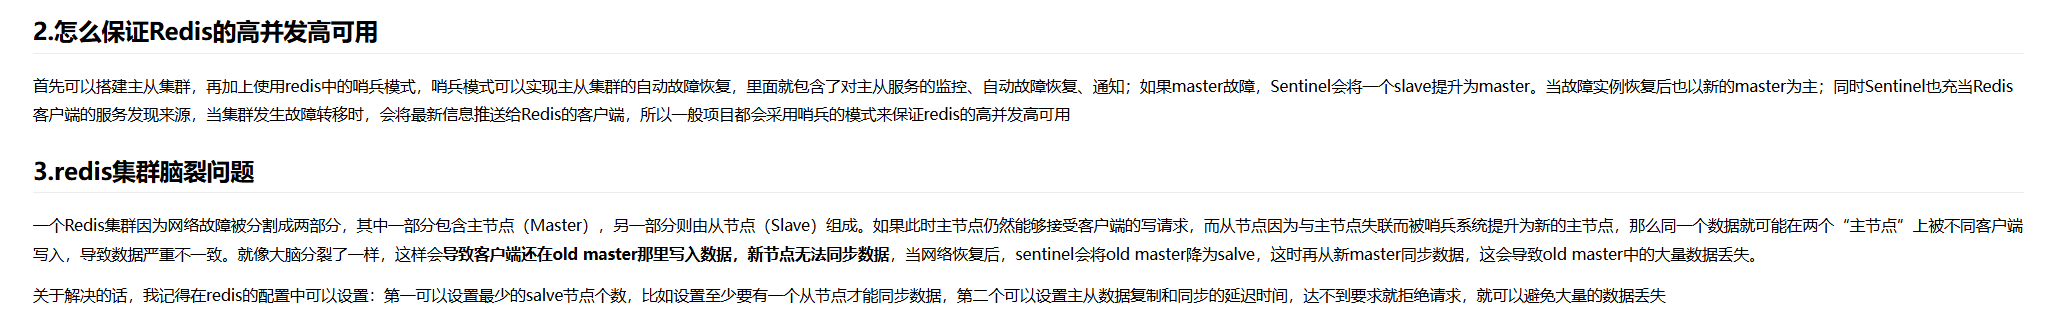 2.怎么保证Redis的高并发高可用
首先可以搭建主从集群，再加上使用redis中的哨兵模式，哨兵模式可以实现主从集群的自动故障恢复，里面就包含了对主从服务的监控、自动故障恢复、通知；如果master故障，Sentinel会将一个slave提升为master。当故障实例恢复后也以新的master为主；同时Sentinel也充当Redis
客户端的服务发现来源，当集群发生故障转移时，会将最新信息推送给Redis的客户端，所以一般项目都会采用哨兵的模式来保证redis的高并发高可用
3.redis集群脑裂问题
一个Redis集群因为网络故障被分割成两部分，其中一部分包含主节点（Master），另一部分则由从节点（Slave）组成。如果此时主节点仍然能够接受客户端的写请求，而从节点因为与主节点失联而被哨兵系统提升为新的主节点，那么同一个数据就可能在两个“主节点”上被不同客户端
写入，导致数据严重不一致。就像大脑分裂了一样，这样会导致客户端还在old master那里写入数据，新节点无法同步数据，当网络恢复后，sentinel会将old master降为salve，这时再从新master同步数据，这会导致old master中的大量数据丢失。
关于解决的话，我记得在redis的配置中可以设置：第一可以设置最少的salve节点个数，比如设置至少要有一个从节点才能同步数据，第二个可以设置主从数据复制和同步的延迟时间，达不到要求就拒绝请求，就可以避免大量的数据丢失